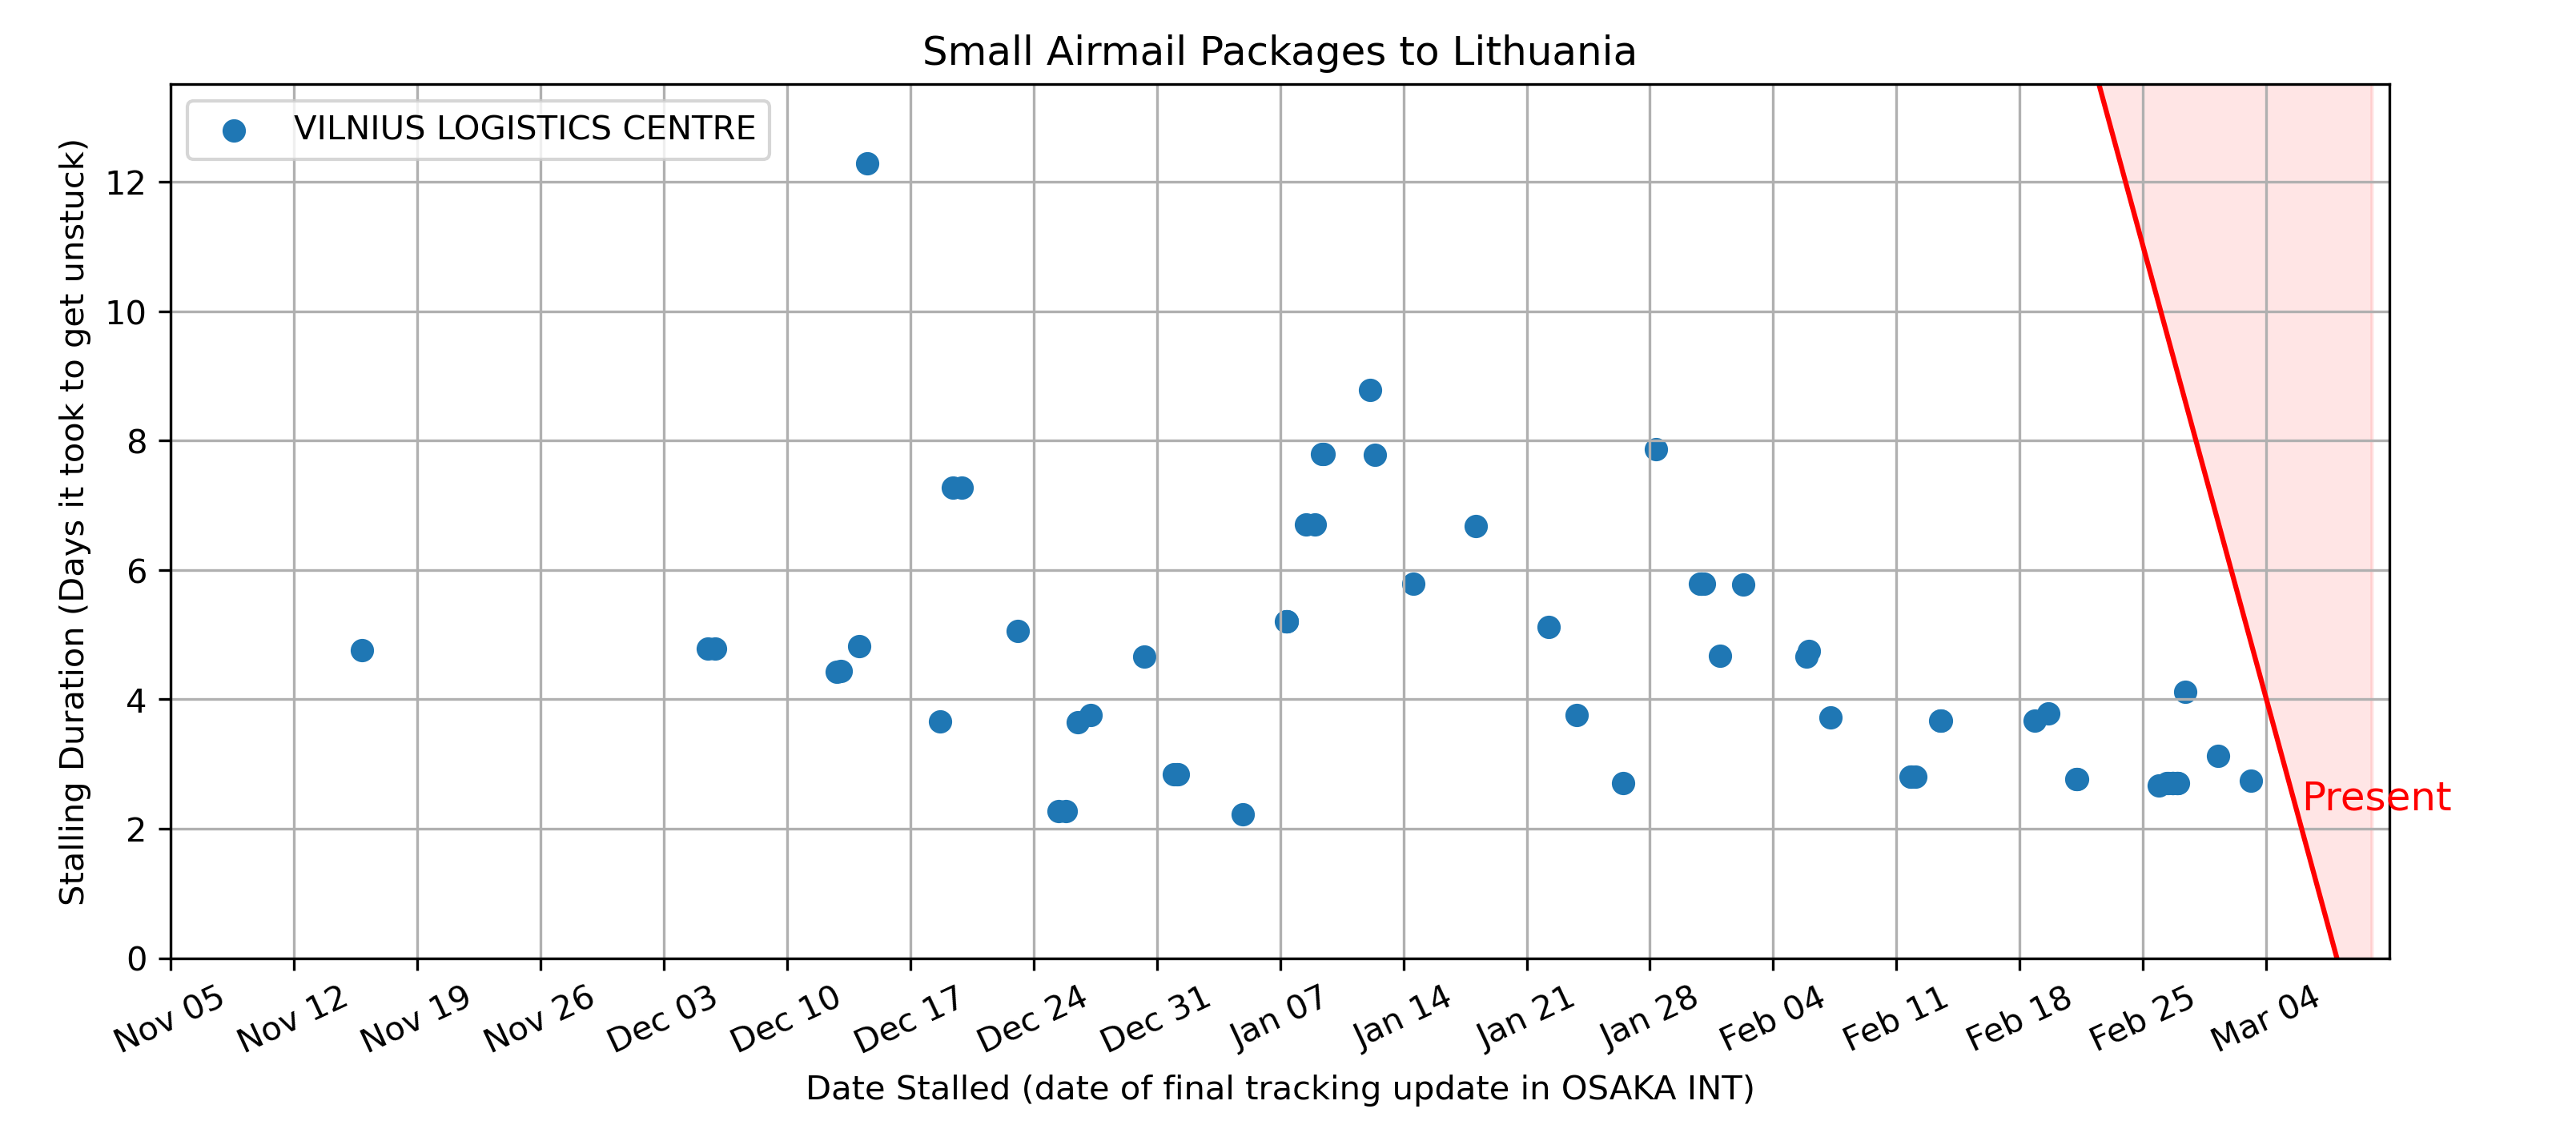 Small Airmail Packages to Lithuania
VILNIUS LOGISTICS CENTRE
Stalling Duration (Days it took to get unstuck)
12
10
8
6
4
2
0
Present
Nov 05
Nov 12
Nov 19
Nov 26
Dec 03
Dec 10
Dec 17
Dec 24
Dec 31
Jan 07
Jan 14
Jan 21
Jan 28
Feb 04
Feb 11
Feb 18
Feb 25
Mar 04
Date Stalled (date of final tracking update in OSAKA INT)